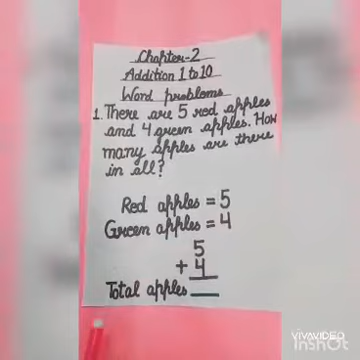 Chapter-2
Addition 1 to 10
Word problems
1. There are 5 red apples
and 4 green apples. How
many apples are there
in all?
Red apples = 5
Green apples = 4
5
+ 4
Total apples __
VIVAVIDEO
InShOt